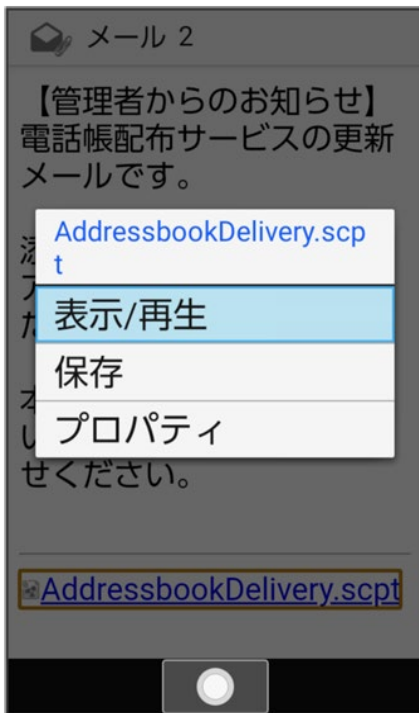 メール 2
【管理者からのお知らせ】
電話帳配布サービスの更新
メールです。
AddressbookDelivery.scp
t
表示/再生
保存
プロパティ
せください。
AddressbookDelivery.scpt